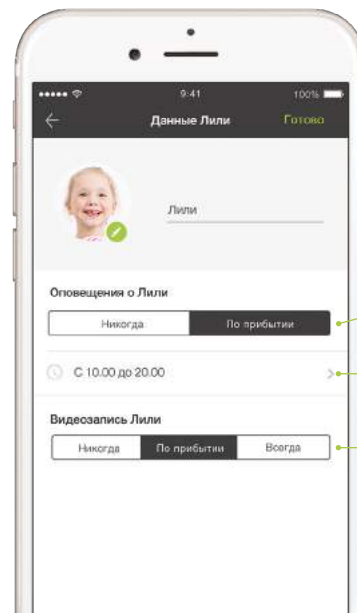 9:41 100%
Данные Лили Готово
Лили
Оповещения о Лили
Никогда По прибытии
С 10.00 до 20.00
Видеозапись Лили
Никогда По прибытии Всегда